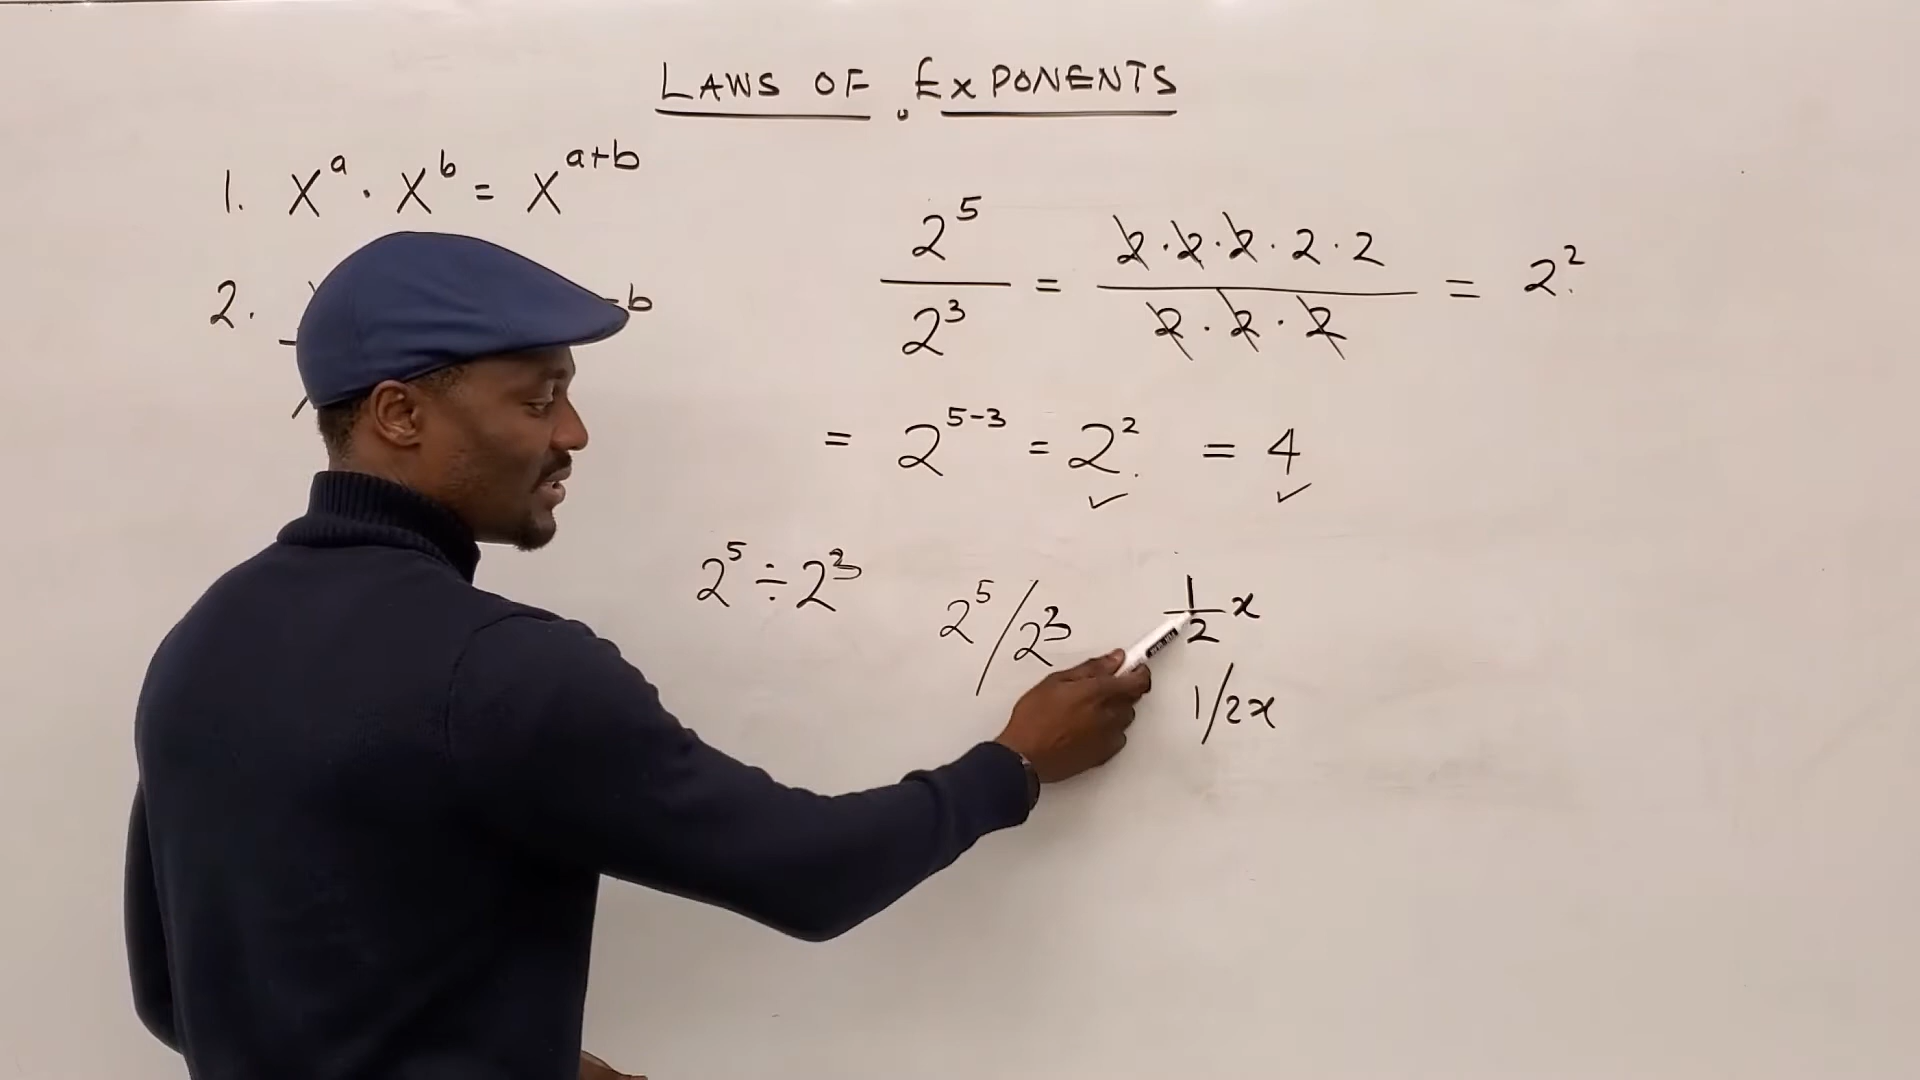 LAWS OF EXPONENTS
1. X^a · X^b = X^(a+b)
2. -b
2^5 / 2^3 = 2 · 2 · 2 · 2 · 2 / 2 · 2 · 2 = 2^2.
= 2^(5-3) = 2^2. = 4
2^5 ÷ 2^3
2^5/2^3
1/2 x
1/2x